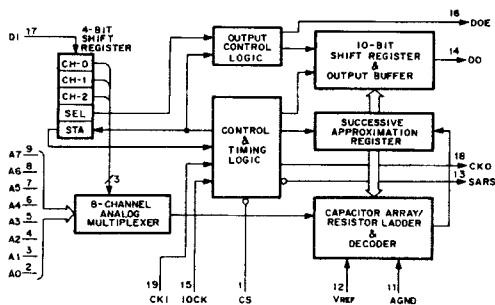 DI 17
4-BIT
SHIFT
REGISTER
CH-0
CH-1
CH-2
SEL
STA
OUTPUT
CONTROL
LOGIC
16 DOE
10-BIT
SHIFT REGISTER
&
OUTPUT BUFFER
14 DO
CONTROL
&
TIMING
LOGIC
SUCCESSIVE
APPROXIMATION
REGISTER
18 CKO
13 SARS
3
A7 9
A6 8
A5 7
A4 6
A3 5
A2 4
A1 3
A0 2
8-CHANNEL
ANALOG
MULTIPLEXER
CAPACITOR ARRAY/
RESISTOR LADDER
&
DECODER
19 CKI
15 IOCK
1 CS
12 VREF
11 AGND